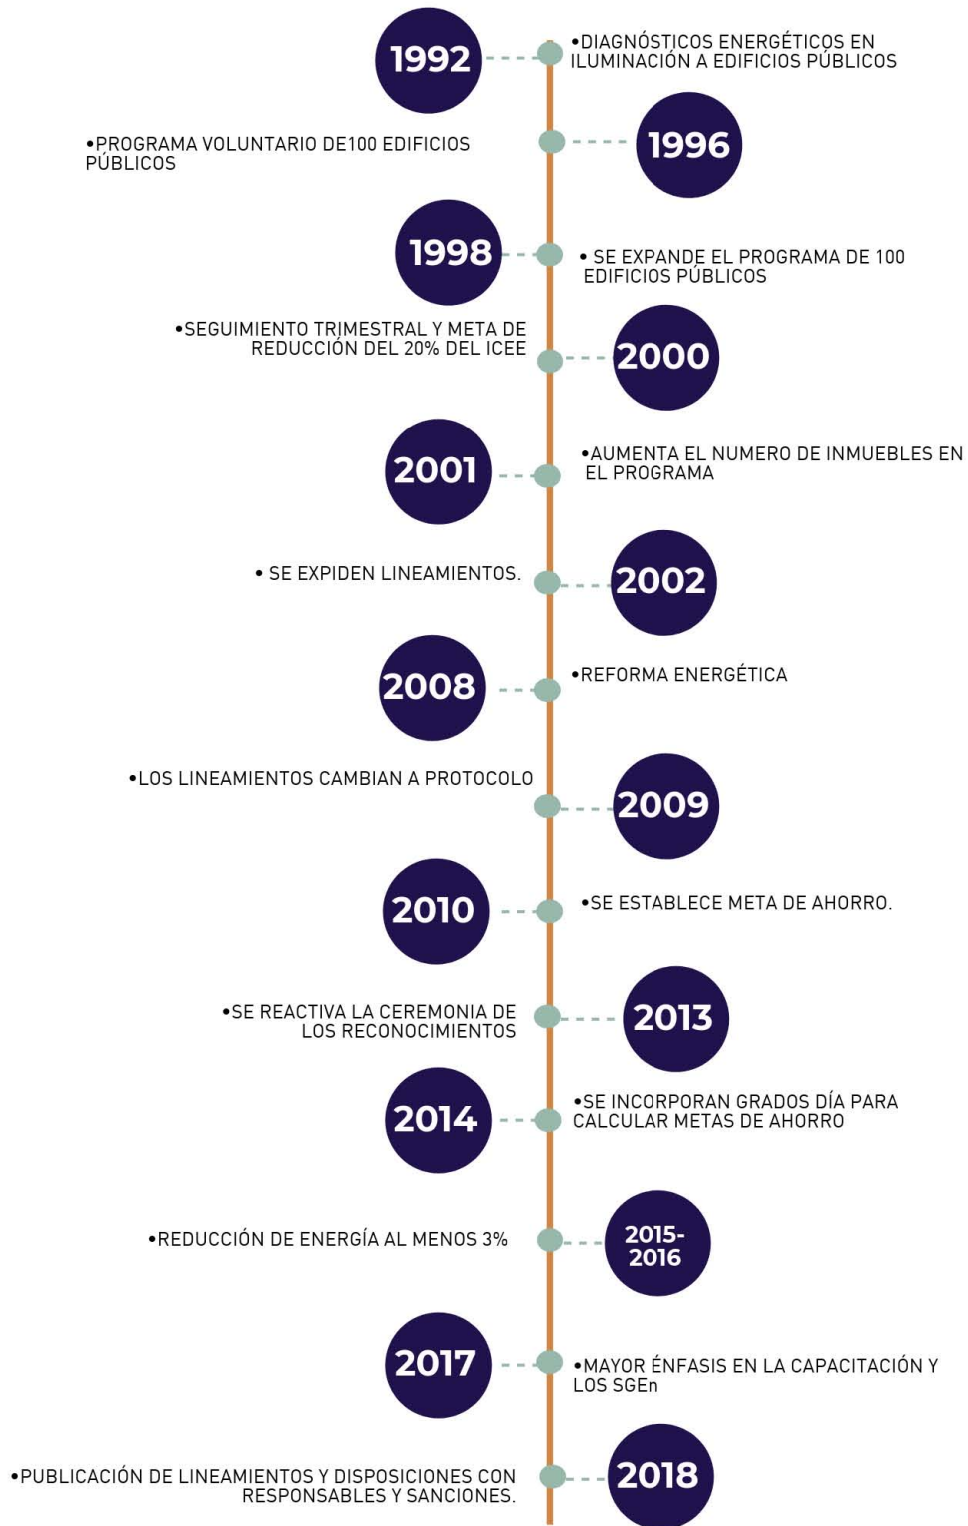 1992
•DIAGNÓSTICOS ENERGÉTICOS EN
ILUMINACIÓN A EDIFICIOS PÚBLICOS
1996
•PROGRAMA VOLUNTARIO DE100 EDIFICIOS
PÚBLICOS
1998
• SE EXPANDE EL PROGRAMA DE 100
EDIFICIOS PÚBLICOS
2000
•SEGUIMIENTO TRIMESTRAL Y META DE
REDUCCIÓN DEL 20% DEL ICEE
2001
•AUMENTA EL NUMERO DE INMUEBLES EN
EL PROGRAMA
2002
• SE EXPIDEN LINEAMIENTOS.
2008
•REFORMA ENERGÉTICA
2009
•LOS LINEAMIENTOS CAMBIAN A PROTOCOLO
2010
•SE ESTABLECE META DE AHORRO.
2013
•SE REACTIVA LA CEREMONIA DE
LOS RECONOCIMIENTOS
2014
•SE INCORPORAN GRADOS DÍA PARA
CALCULAR METAS DE AHORRO
2015-
2016
•REDUCCIÓN DE ENERGÍA AL MENOS 3%
2017
•MAYOR ÉNFASIS EN LA CAPACITACIÓN Y
LOS SGEn
2018
•PUBLICACIÓN DE LINEAMIENTOS Y DISPOSICIONES CON
RESPONSABLES Y SANCIONES.